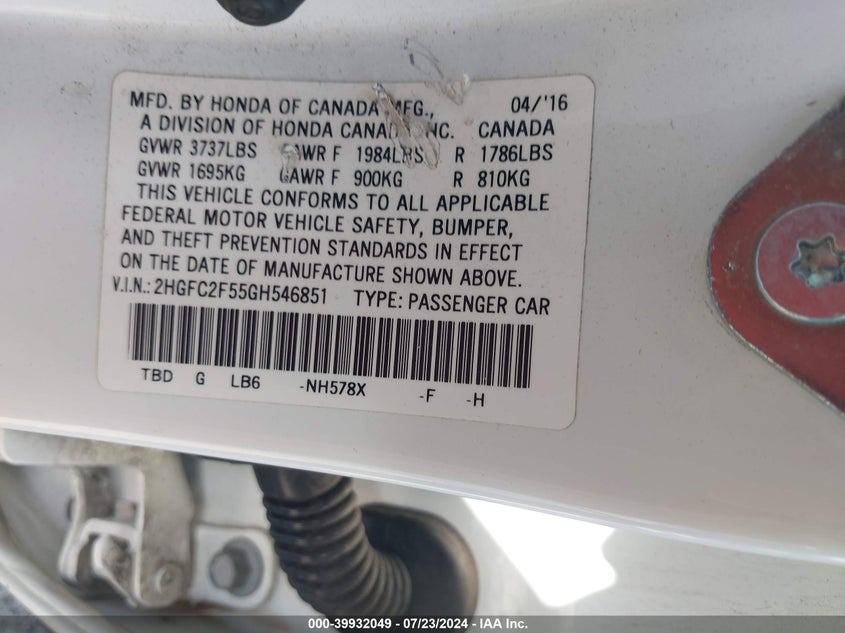 MFD. BY HONDA OF CANADA MFG., 04/'16
A DIVISION OF HONDA CANADA INC. CANADA
GVWR 3737LBS GAWR F 1984LBS R 1786LBS
GVWR 1695KG GAWR F 900KG R 810KG
THIS VEHICLE CONFORMS TO ALL APPLICABLE
FEDERAL MOTOR VEHICLE SAFETY, BUMPER,
AND THEFT PREVENTION STANDARDS IN EFFECT
ON THE DATE OF MANUFACTURE SHOWN ABOVE.
V.I.N.: 2HGFC2F55GH546851 TYPE: PASSENGER CAR
TBD G LB6 -NH578X -F -H
000-39932049 - 07/23/2024 - IAA Inc.